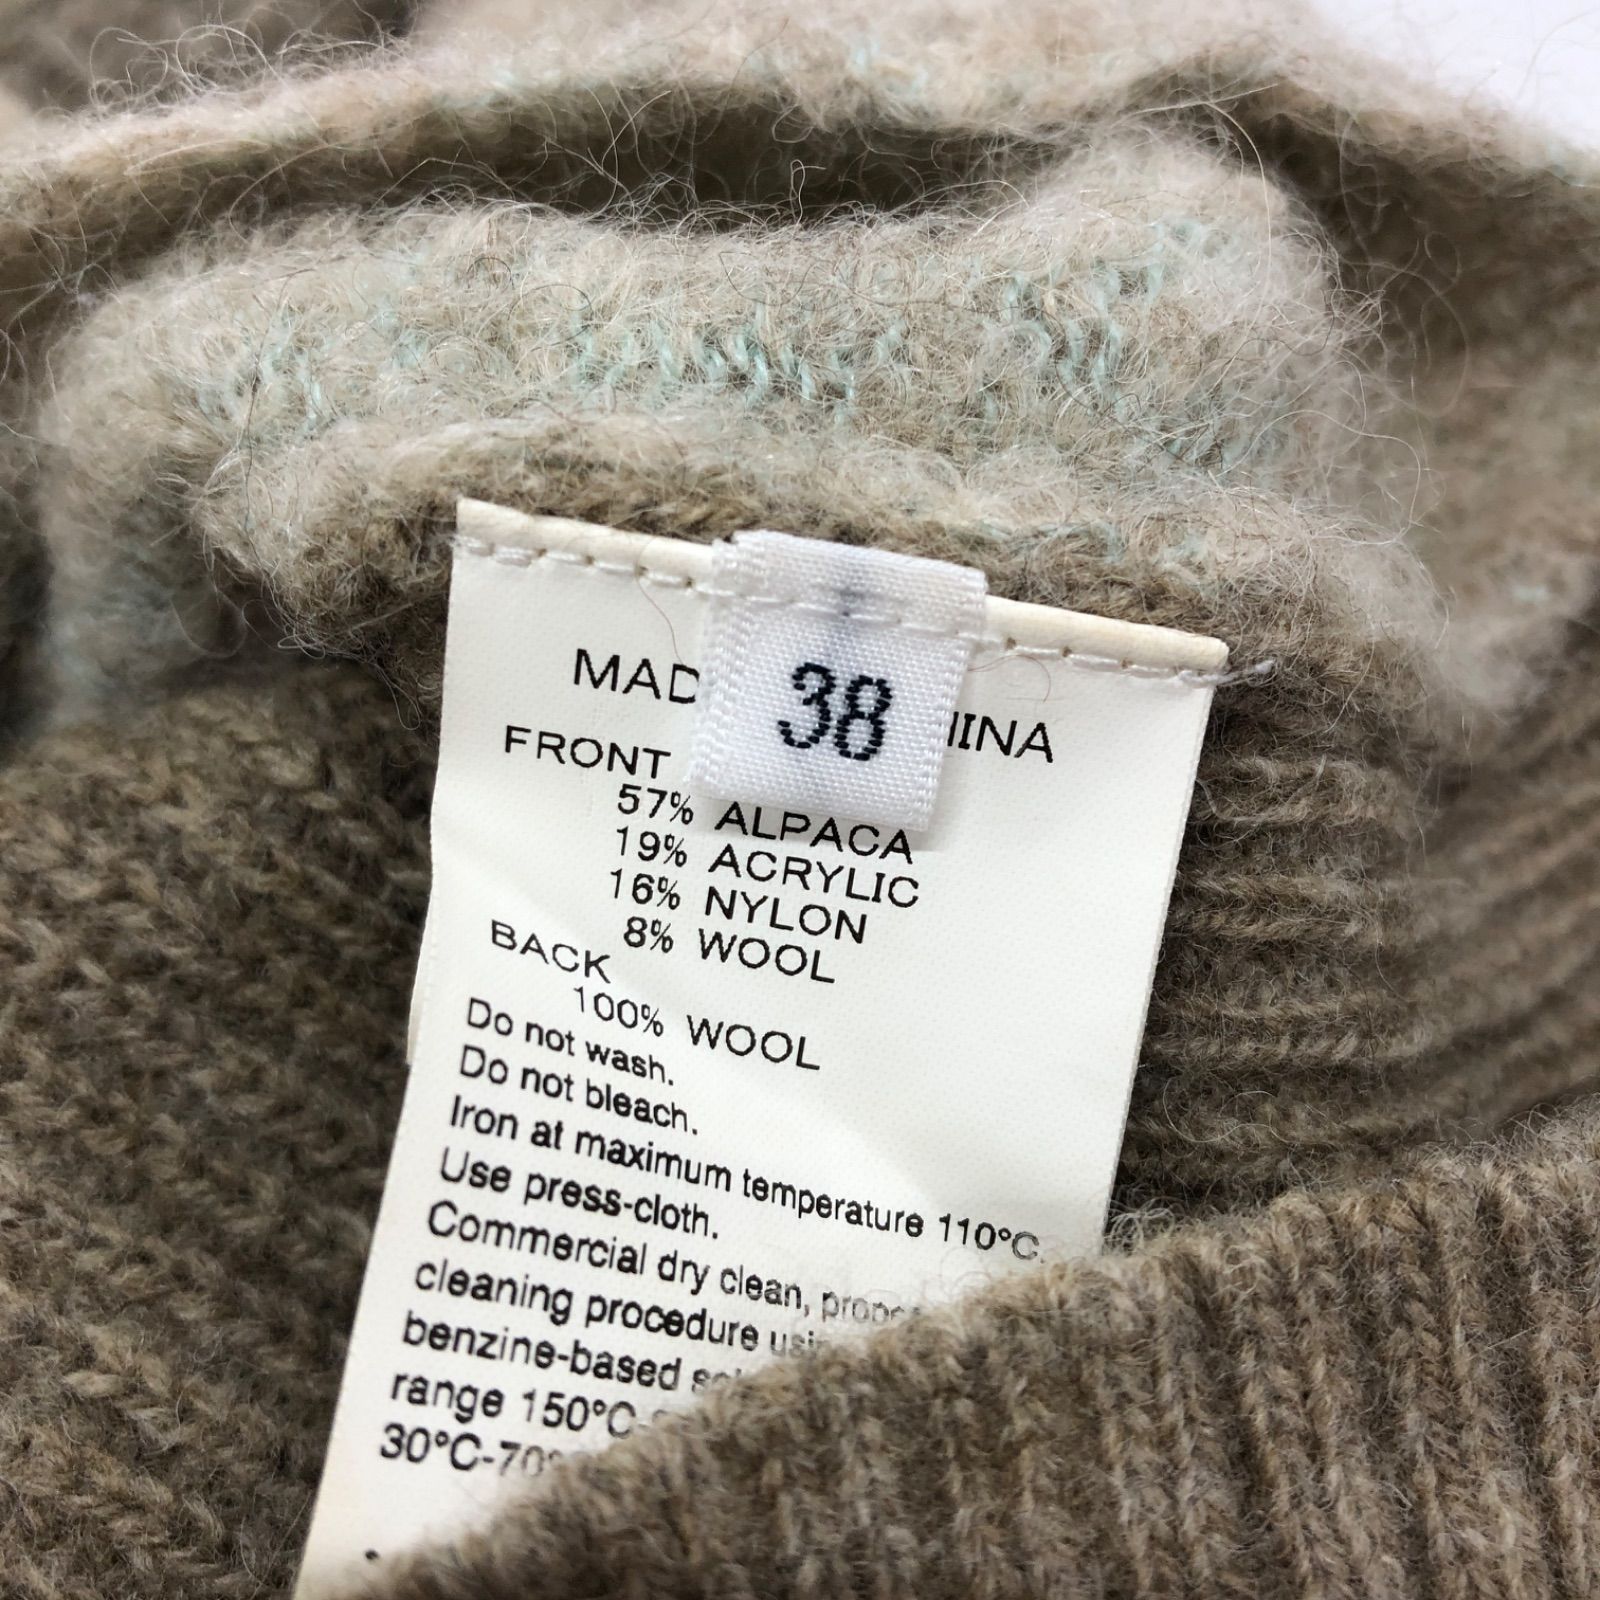 38
MAD HINA
FRONT
57% ALPACA
19% ACRYLIC
16% NYLON
8% WOOL
BACK
100% WOOL
Do not wash.
Do not bleach.
Iron at maximum temperature 110°C.
Use press-cloth.
Commercial dry clean,
cleaning procedure
benzine-based
range 150°C
30°C-70°